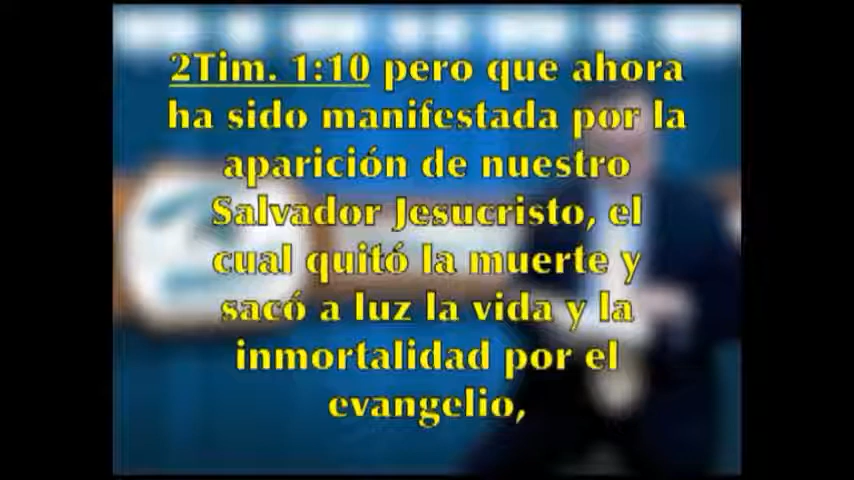 2Tim. 1:10 pero que ahora
ha sido manifestada por la
aparición de nuestro
Salvador Jesucristo, el
cual quitó la muerte y
sacó a luz la vida y la
inmortalidad por el
evangelio,